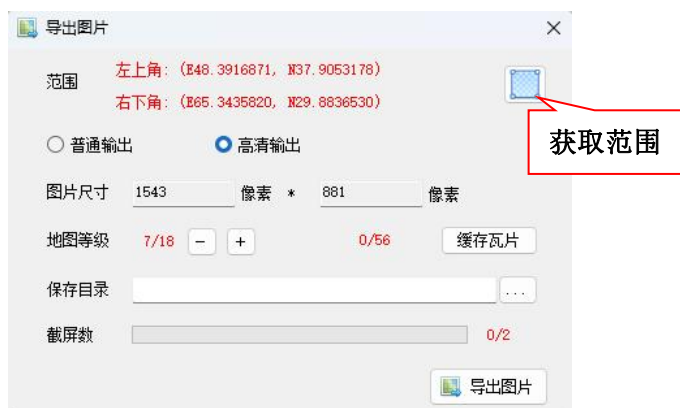 导出图片
范围
左上角: (E48.3916871, N37.9053178)
右下角: (E65.3435820, N29.8836530)
获取范围
普通输出 高清输出
图片尺寸 1543 像素 * 881 像素
地图等级 7/18 - + 0/56 缓存瓦片
保存目录 ...
截屏数 0/2
导出图片